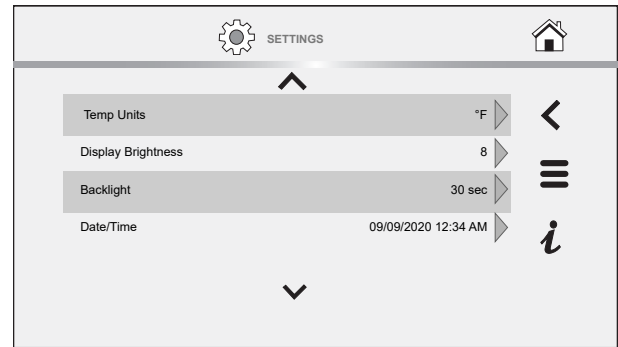 SETTINGS
Temp Units °F
Display Brightness 8
Backlight 30 sec
Date/Time 09/09/2020 12:34 AM
i